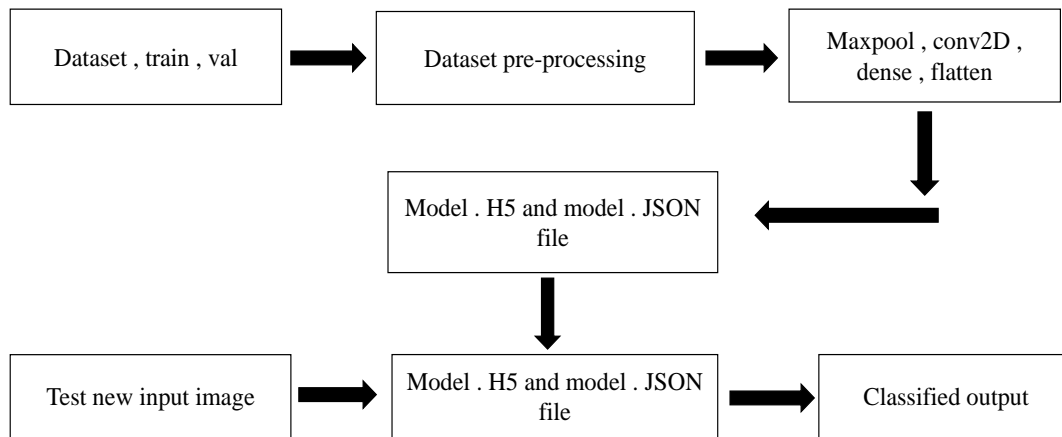 Dataset , train , val
Dataset pre-processing
Maxpool , conv2D ,
dense , flatten
Model . H5 and model . JSON
file
Test new input image
Model . H5 and model . JSON
file
Classified output